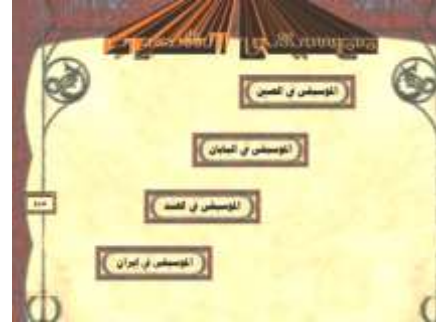 الموسيقى في الصين
الموسيقى في اليابان
الموسيقى في الهند
الموسيقى في إيران